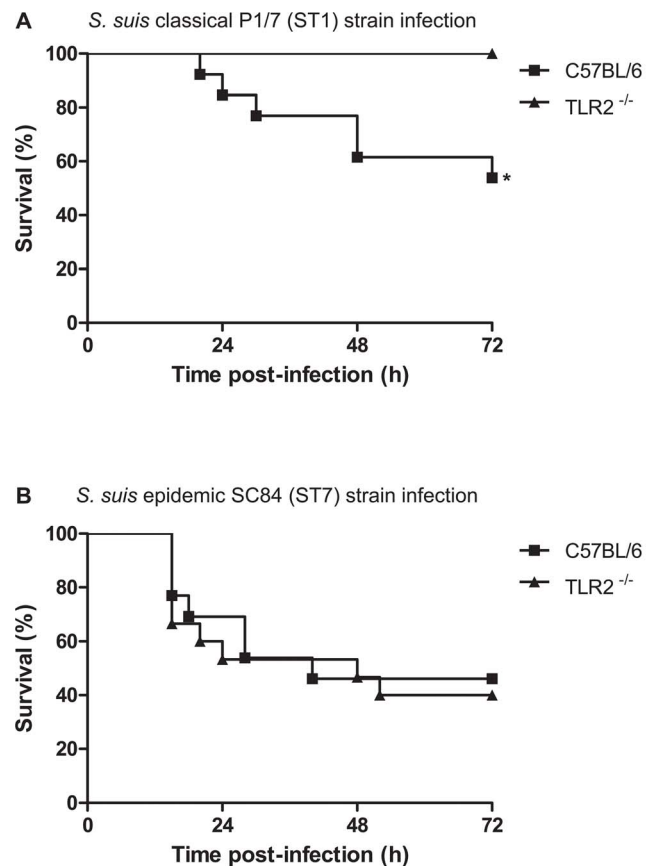 A S. suis classical P1/7 (ST1) strain infection
100
80
60
40
20
0
Survival (%)
*
0 24 48 72
Time post-infection (h)
C57BL/6
TLR2 -/-
B S. suis epidemic SC84 (ST7) strain infection
100
80
60
40
20
0
Survival (%)
0 24 48 72
Time post-infection (h)
C57BL/6
TLR2 -/-